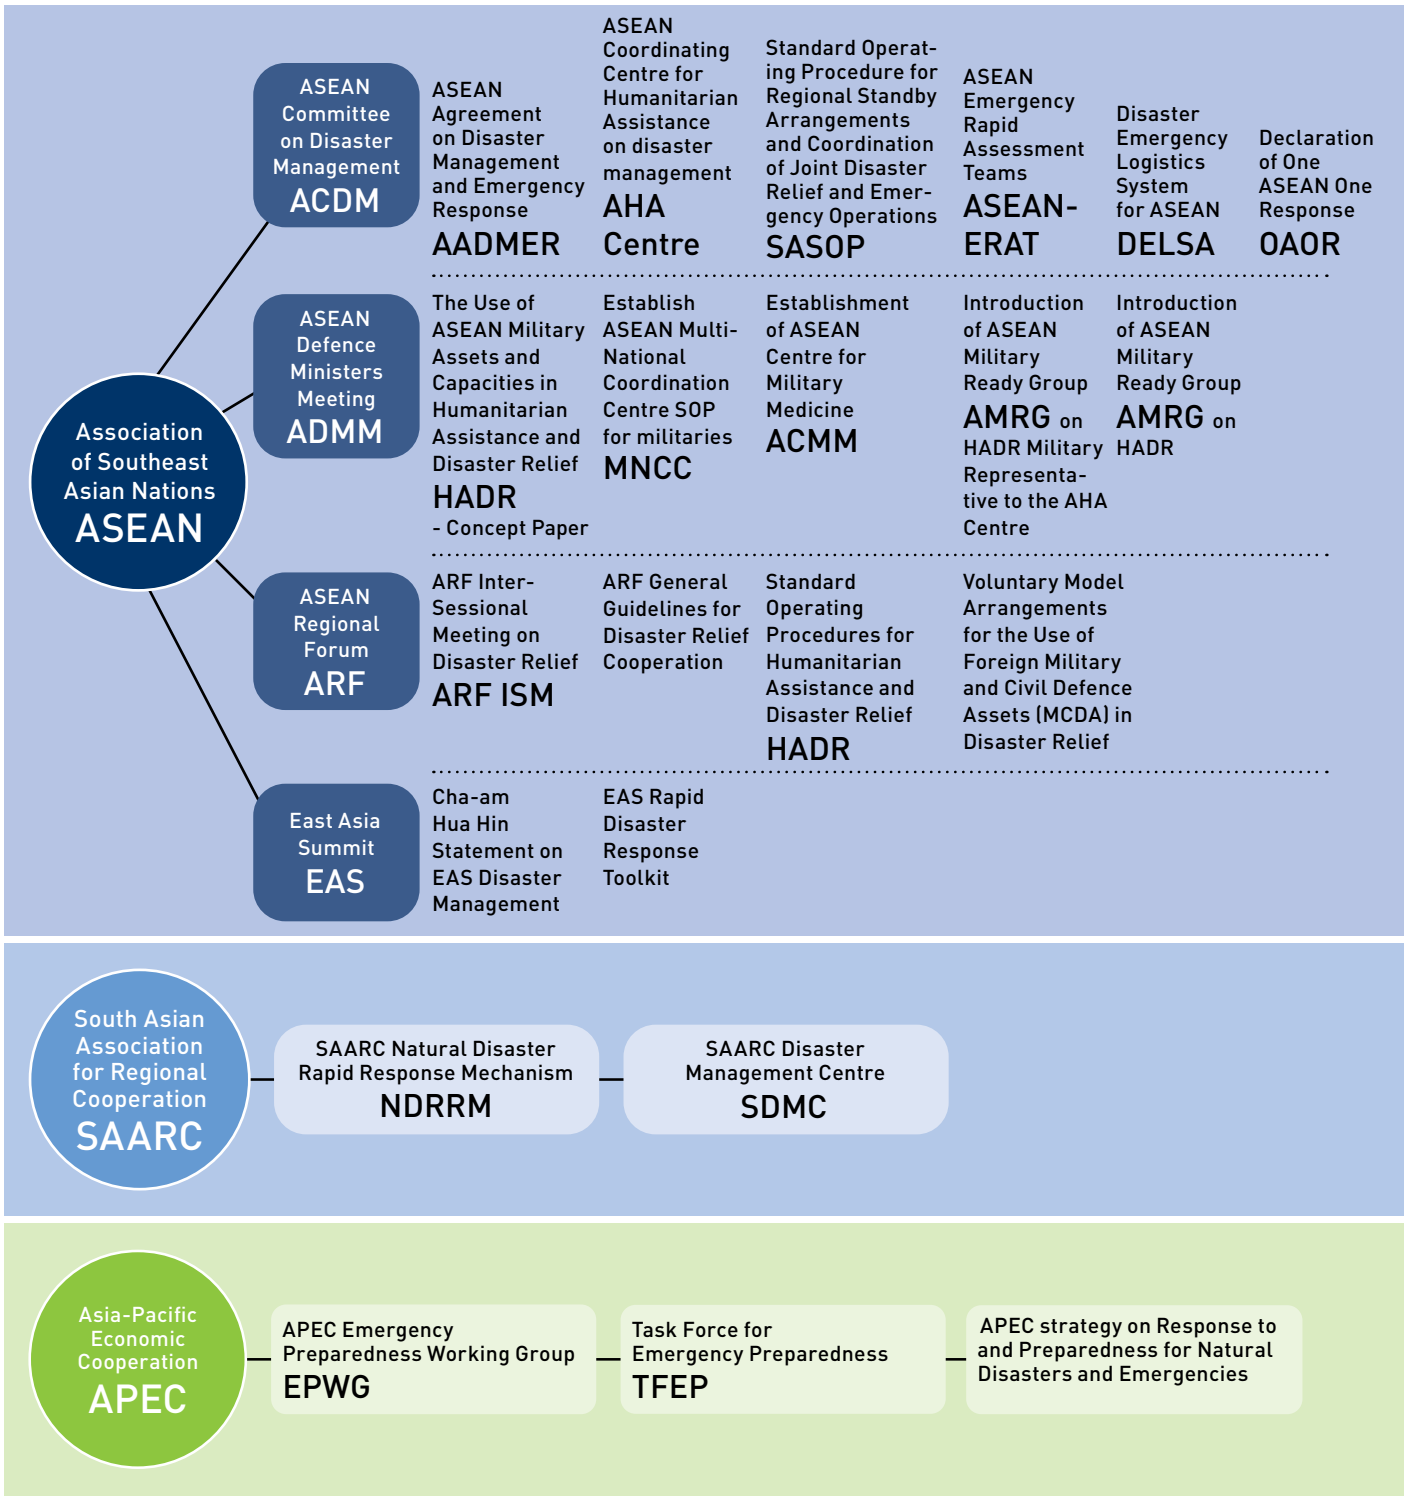 Association
of Southeast
Asian Nations
ASEAN
ASEAN
Committee
on Disaster
Management
ACDM
ASEAN
Agreement
on Disaster
Management
and Emergency
Response
AADMER
ASEAN
Coordinating
Centre for
Humanitarian
Assistance
on disaster
management
AHA
Centre
Standard Operat-
ing Procedure for
Regional Standby
Arrangements
and Coordination
of Joint Disaster
Relief and Emer-
gency Operations
SASOP
ASEAN
Emergency
Rapid
Assessment
Teams
ASEAN-
ERAT
Disaster
Emergency
Logistics
System
for ASEAN
DELSA
Declaration
of One
ASEAN One
Response
OAOR
ASEAN
Defence
Ministers
Meeting
ADMM
The Use of
ASEAN Military
Assets and
Capacities in
Humanitarian
Assistance and
Disaster Relief
HADR
- Concept Paper
Establish
ASEAN Multi-
National
Coordination
Centre SOP
for militaries
MNCC
Establishment
of ASEAN
Centre for
Military
Medicine
ACMM
Introduction
of ASEAN
Military
Ready Group
AMRG on
HADR Military
Representa-
tive to the AHA
Centre
Introduction
of ASEAN
Military
Ready Group
AMRG on
HADR
ASEAN
Regional
Forum
ARF
ARF Inter-
Sessional
Meeting on
Disaster Relief
ARF ISM
ARF General
Guidelines for
Disaster Relief
Cooperation
Standard
Operating
Procedures for
Humanitarian
Assistance and
Disaster Relief
HADR
Voluntary Model
Arrangements
for the Use of
Foreign Military
and Civil Defence
Assets (MCDA) in
Disaster Relief
East Asia
Summit
EAS
Cha-am
Hua Hin
Statement on
EAS Disaster
Management
EAS Rapid
Disaster
Response
Toolkit
South Asian
Association
for Regional
Cooperation
SAARC
SAARC Natural Disaster
Rapid Response Mechanism
NDRRM
SAARC Disaster
Management Centre
SDMC
Asia-Pacific
Economic
Cooperation
APEC
APEC Emergency
Preparedness Working Group
EPWG
Task Force for
Emergency Preparedness
TFEP
APEC strategy on Response to
and Preparedness for Natural
Disasters and Emergencies